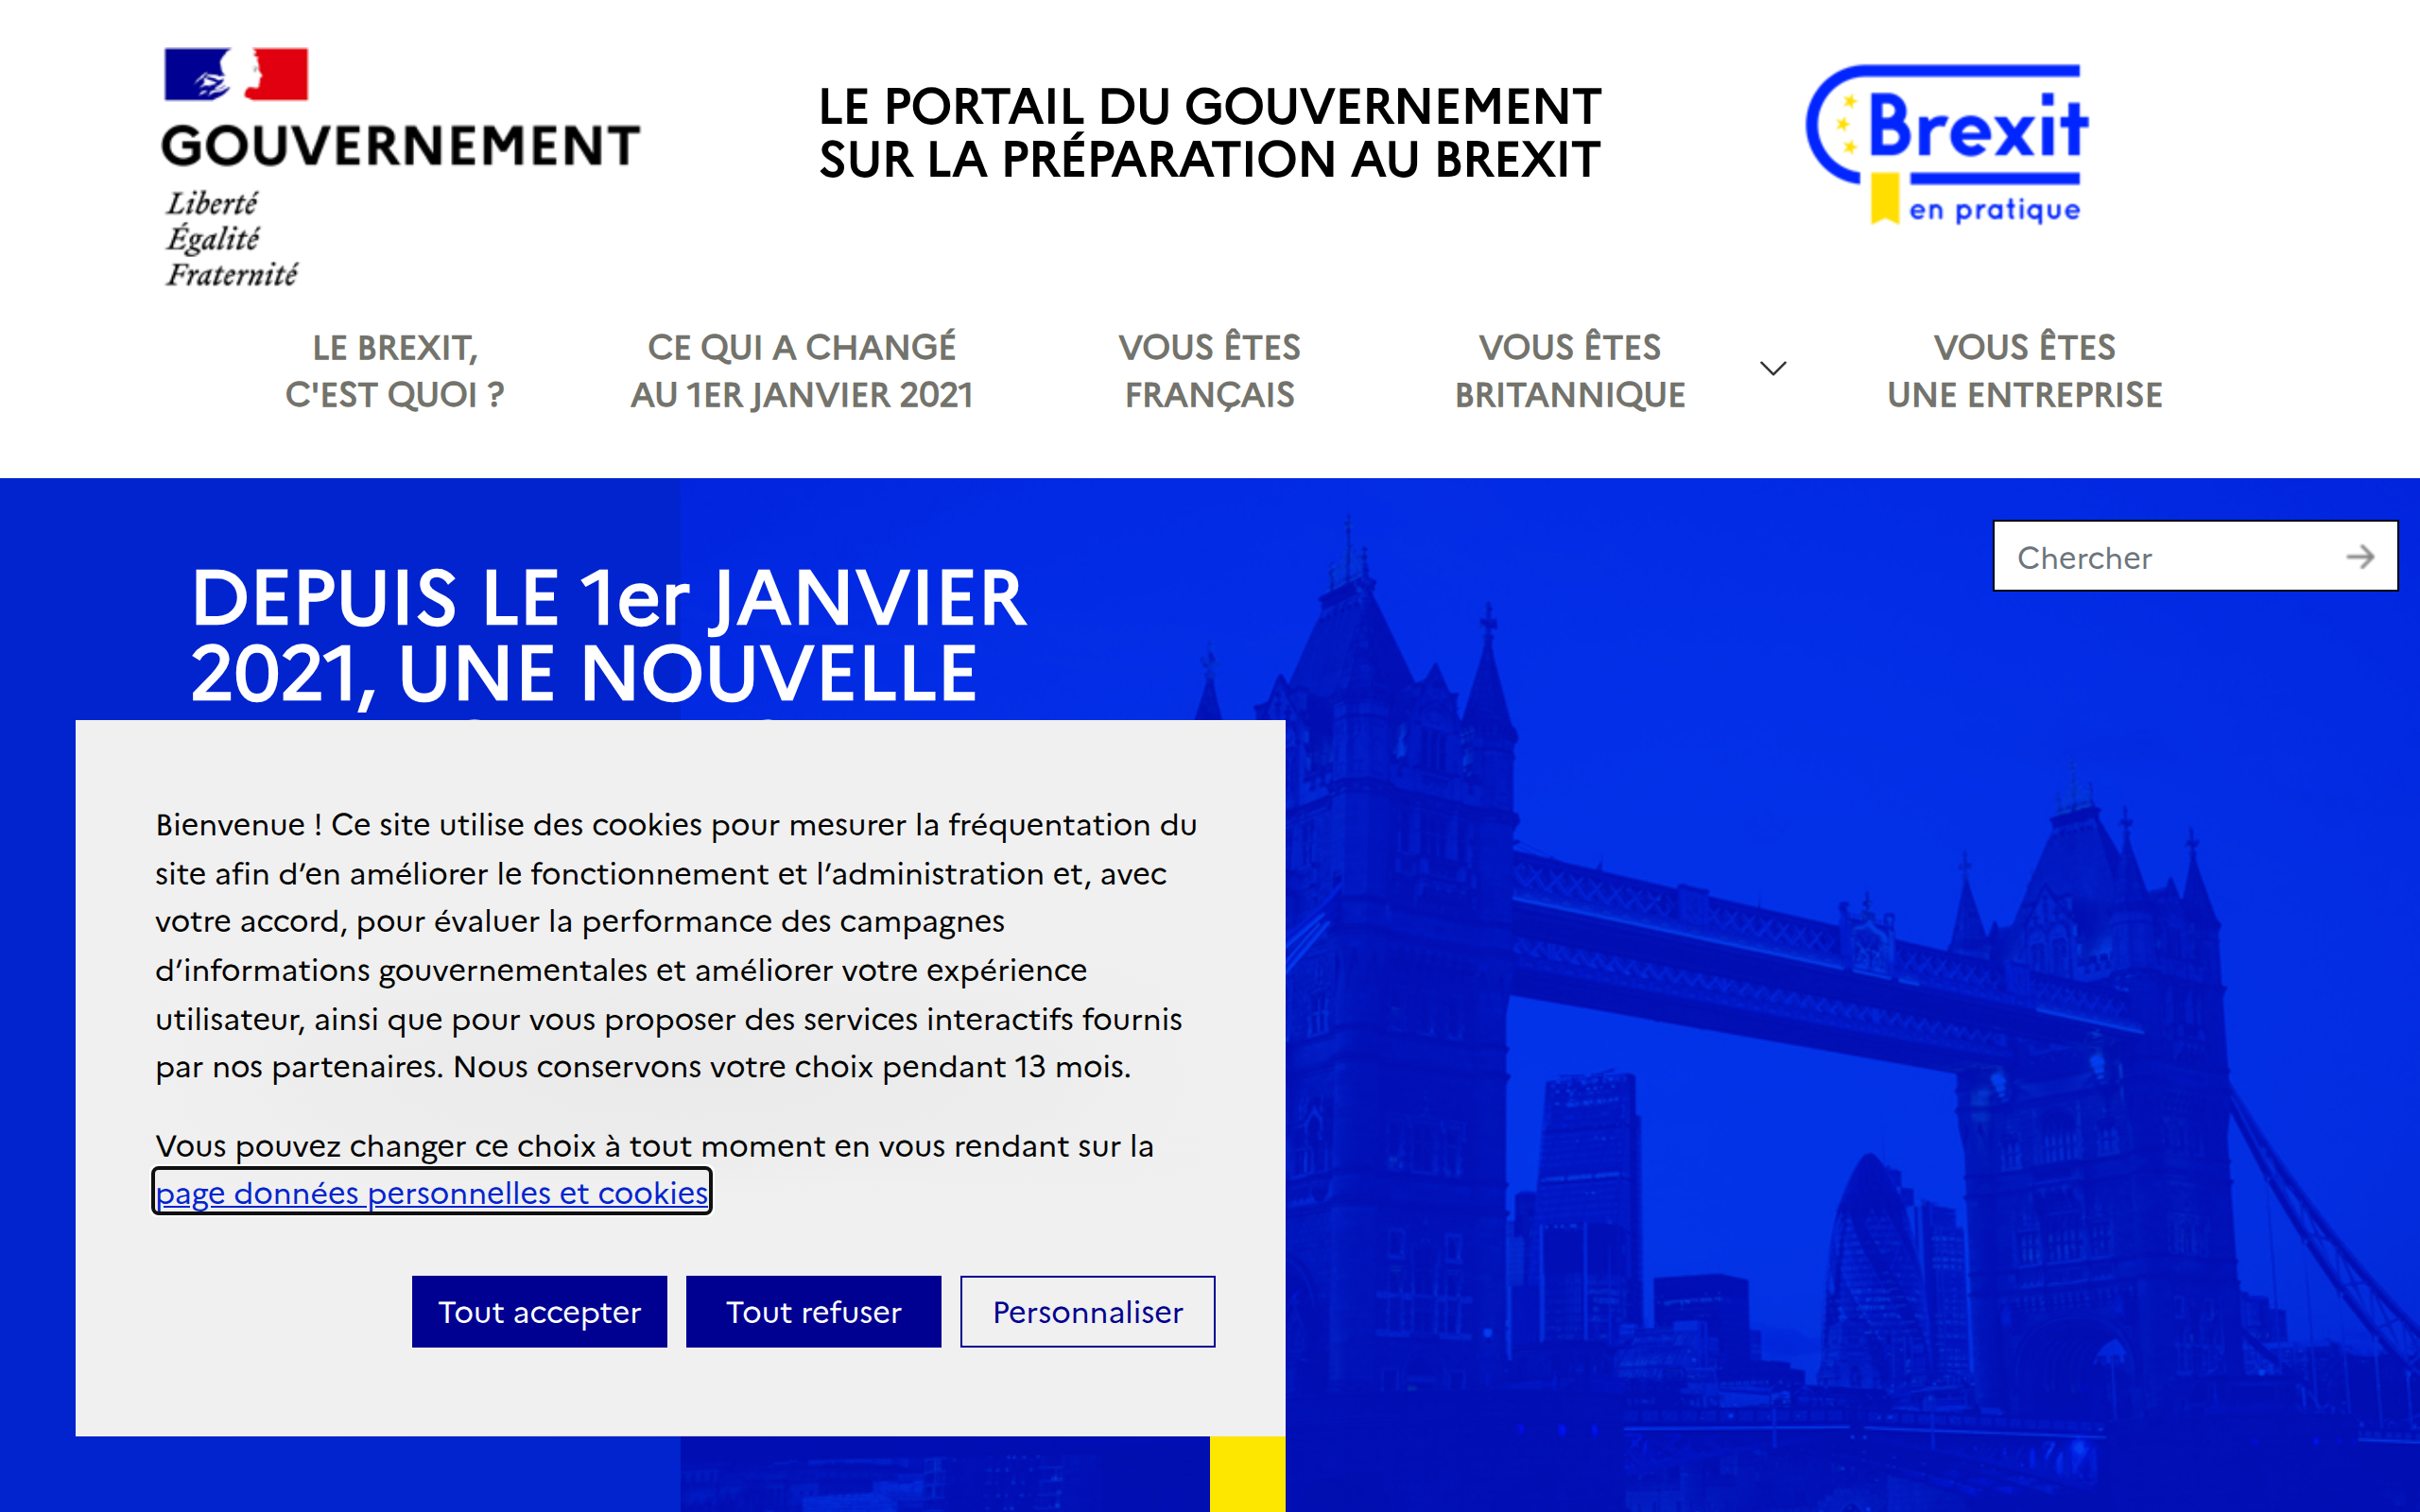 GOUVERNEMENT
Liberté
Égalité
Fraternité
LE PORTAIL DU GOUVERNEMENT
SUR LA PRÉPARATION AU BREXIT
Brexit
en pratique
LE BREXIT,
C'EST QUOI ?
CE QUI A CHANGÉ
AU 1ER JANVIER 2021
VOUS ÊTES
FRANÇAIS
VOUS ÊTES
BRITANNIQUE
VOUS ÊTES
UNE ENTREPRISE
Chercher
DEPUIS LE 1er JANVIER
2021, UNE NOUVELLE
Bienvenue ! Ce site utilise des cookies pour mesurer la fréquentation du
site afin d’en améliorer le fonctionnement et l’administration et, avec
votre accord, pour évaluer la performance des campagnes
d’informations gouvernementales et améliorer votre expérience
utilisateur, ainsi que pour vous proposer des services interactifs fournis
par nos partenaires. Nous conservons votre choix pendant 13 mois.
Vous pouvez changer ce choix à tout moment en vous rendant sur la
page données personnelles et cookies
Tout accepter
Tout refuser
Personnaliser